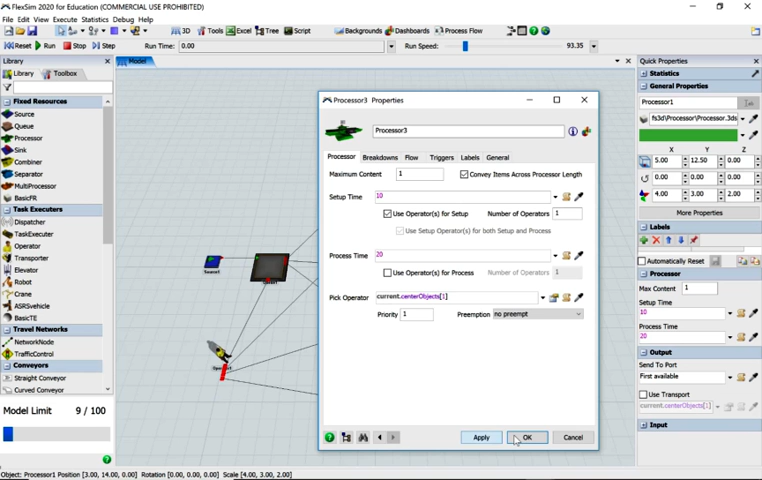 FlexSim 2020 for Education (COMMERCIAL USE PROHIBITED)
File Edit View Execute Statistics Debug Help
3D Tools Excel Tree Script Backgrounds Dashboards Process Flow
Reset Run Stop Step Run Time: 0.00 Run Speed: 93.35
Library
Library Toolbox
Model
Fixed Resources
Source
Queue
Processor
Sink
Combiner
Separator
MultiProcessor
BasicFR
Task Executers
Dispatcher
TaskExecuter
Operator
Transporter
Elevator
Robot
Crane
ASRSvehicle
BasicTE
Travel Networks
NetworkNode
TrafficControl
Conveyors
Straight Conveyor
Curved Conveyor
Model Limit 9 / 100
Source1
Processor3 Properties
Processor3
Processor Breakdowns Flow Triggers Labels General
Maximum Content 1 Convey Items Across Processor Length
Setup Time 10
Use Operator(s) for Setup Number of Operators 1
Use Setup Operator(s) for both Setup and Process
Process Time 20
Use Operator(s) for Process Number of Operators 1
Pick Operator current.centerObjects[1]
Priority 1 Preemption no preempt
Apply OK Cancel
Quick Properties
Statistics
General Properties
Processor1
fs3d\Processor\Processor.3ds
X Y Z
5.00 12.50 0.00
0.00 0.00 0.00
4.00 3.00 2.00
More Properties
Labels
Automatically Reset
Processor
Max Content 1
Setup Time
10
Process Time
20
Output
Send To Port
First available
Use Transport
current.centerObjects[1]
Input
Object: Processor1 Position [3.00, 14.00, 0.00] Rotation [0.00, 0.00, 0.00] Scale [4.00, 3.00, 2.00]